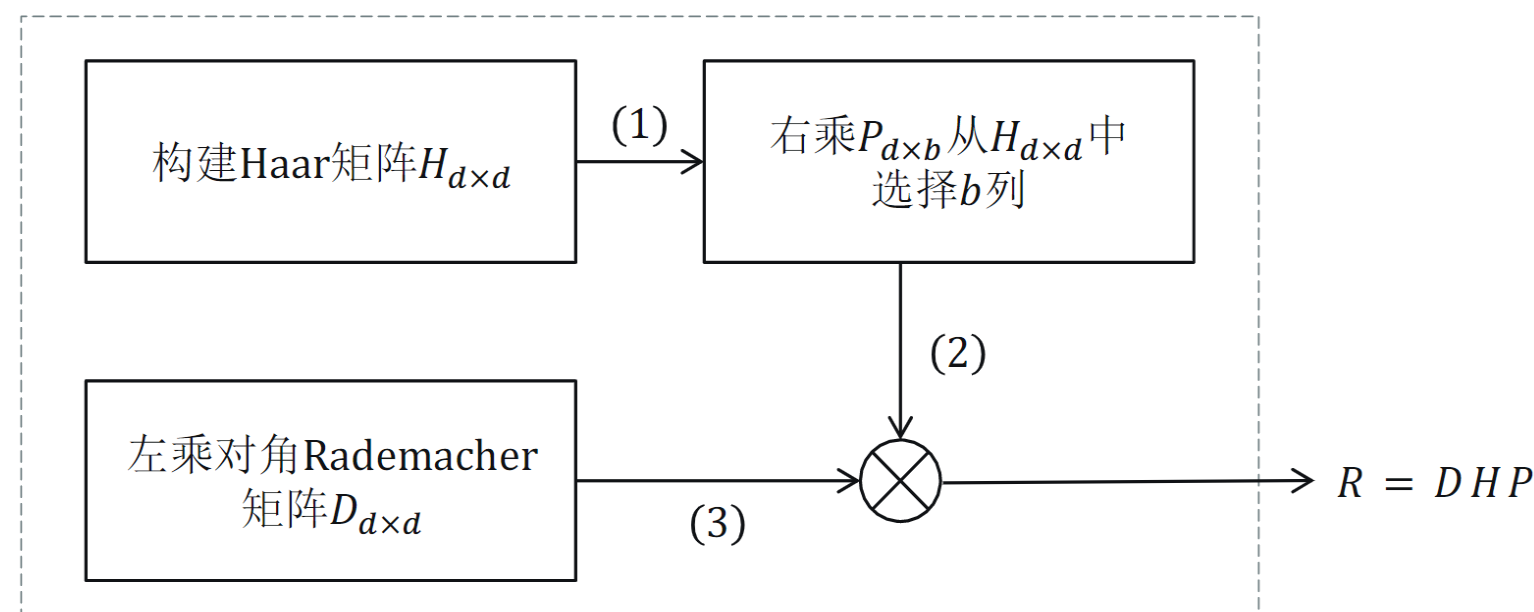 构建Haar矩阵H_{d×d}
(1)
右乘P_{d×b}从H_{d×d}中
选择b列
(2)
左乘对角Rademacher
矩阵D_{d×d}
(3)
R = D H P